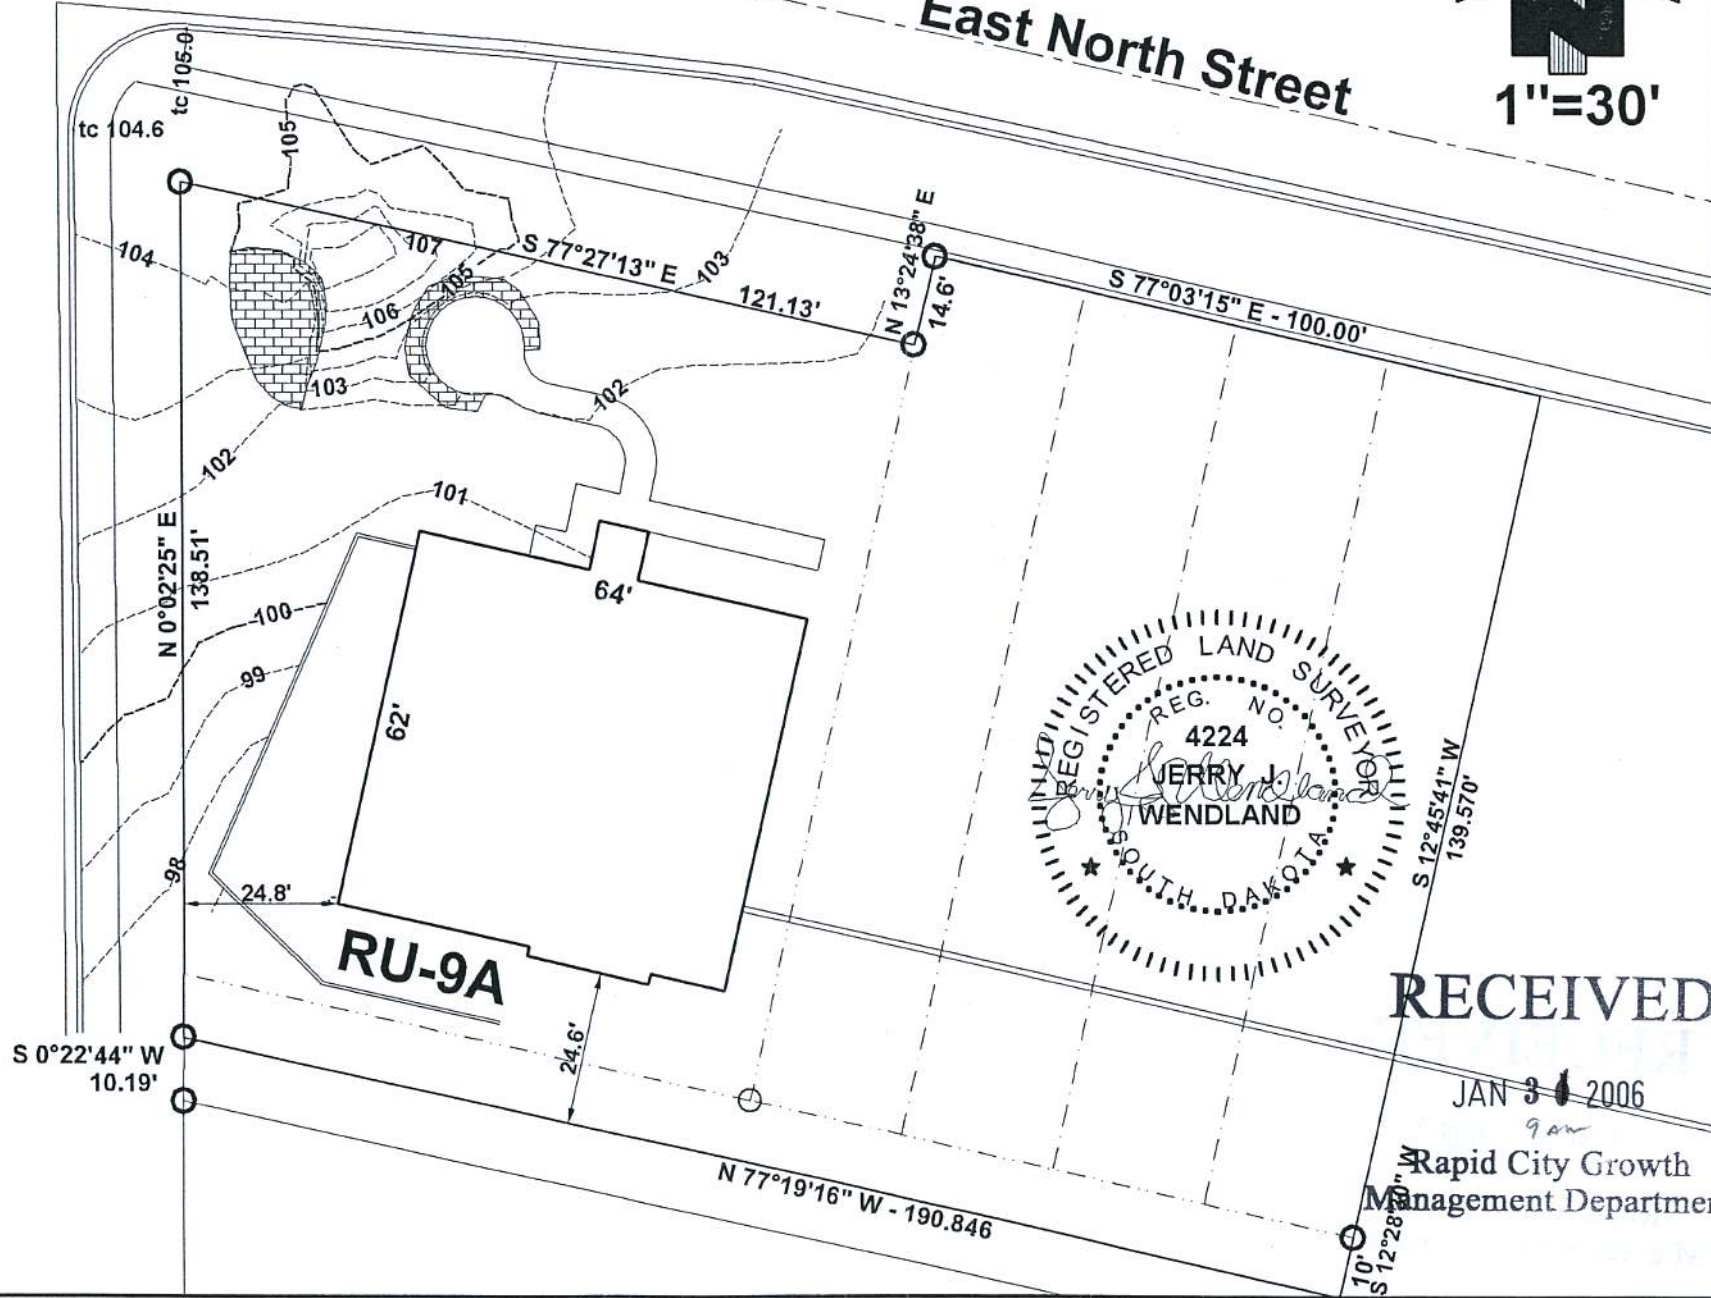 East North Street
N
1"=30'
tc 105.0
tc 104.6
105
104
107
S 77°27'13" E
121.13'
103
105
106
103
102
N 13°24'38" E
14.6'
S 77°03'15" E - 100.00'
102
101
N 0°02'25" E
138.51'
100
99
98
64'
62'
24.8'
RU-9A
24.6'
REGISTERED LAND SURVEYOR
REG. NO.
4224
JERRY J.
WENDLAND
SOUTH DAKOTA
S 12°45'41" W
139.570'
RECEIVED
JAN 3 2006
9 AM
Rapid City Growth
Management Departmen
S 0°22'44" W
10.19'
N 77°19'16" W - 190.846
10'